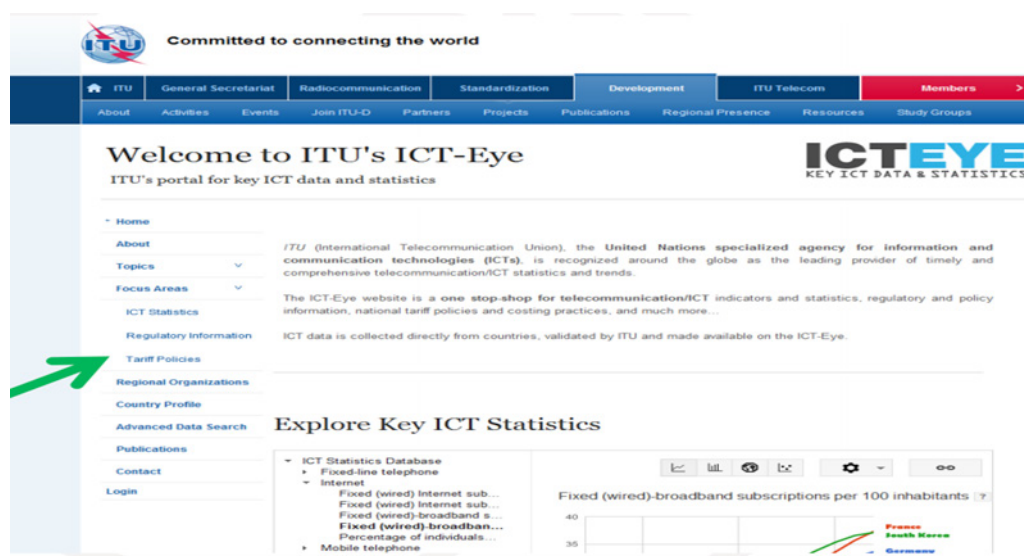 ITU
Committed to connecting the world
ITU General Secretariat Radiocommunication Standardization Development ITU Telecom Members >
About Activities Events Join ITU-D Partners Projects Publications Regional Presence Resources Study Groups
Welcome to ITU's ICT-Eye
ITU's portal for key ICT data and statistics
ICTEYE
KEY ICT DATA & STATISTICS
Home
About
Topics
Focus Areas
ICT Statistics
Regulatory Information
Tariff Policies
Regional Organizations
Country Profile
Advanced Data Search
Publications
Contact
Login
ITU (International Telecommunication Union), the United Nations specialized agency for information and
communication technologies (ICTs), is recognized around the globe as the leading provider of timely and
comprehensive telecommunication/ICT statistics and trends.
The ICT-Eye website is a one stop-shop for telecommunication/ICT indicators and statistics, regulatory and policy
information, national tariff policies and costing practices, and much more...
ICT data is collected directly from countries, validated by ITU and made available on the ICT-Eye.
Explore Key ICT Statistics
ICT Statistics Database
Fixed-line telephone
Internet
Fixed (wired) Internet sub...
Fixed (wired) Internet sub...
Fixed (wired)-broadband s...
Fixed (wired)-broadban...
Percentage of individuals...
Mobile telephone
Fixed (wired)-broadband subscriptions per 100 inhabitants ?
40
35
France
South Korea
Germany